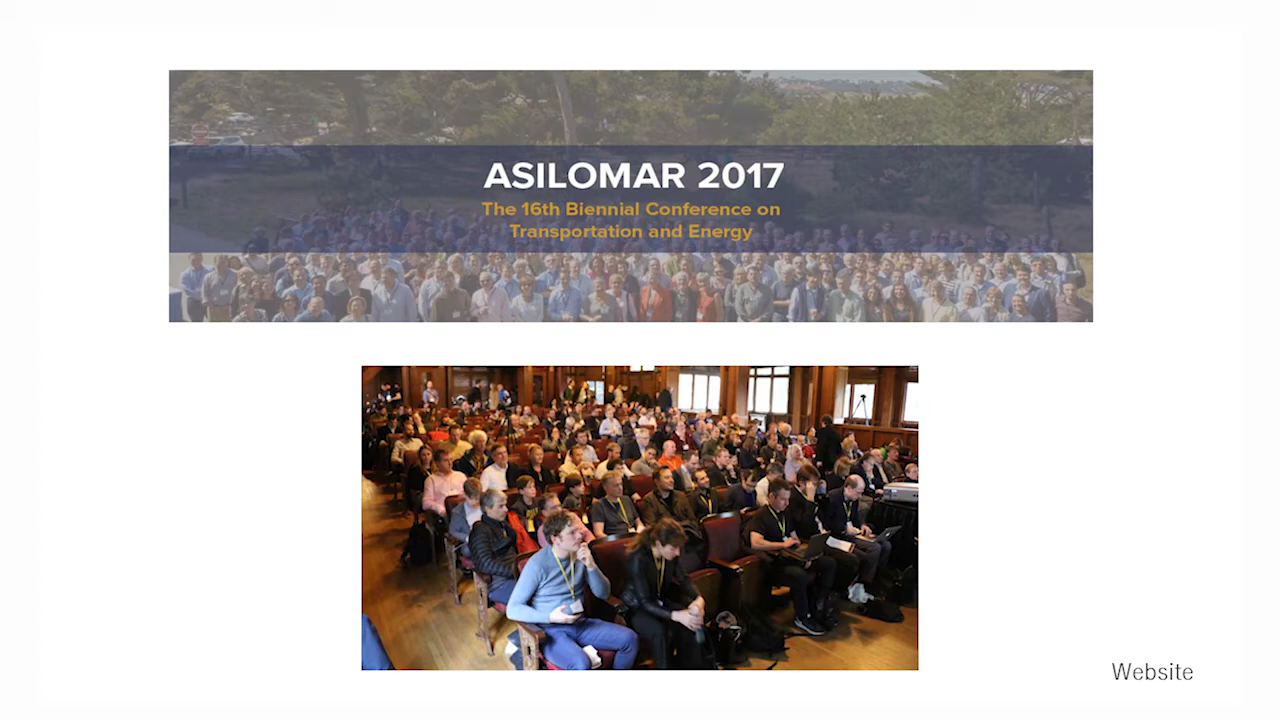 ASILOMAR 2017
The 16th Biennial Conference on
Transportation and Energy
Website